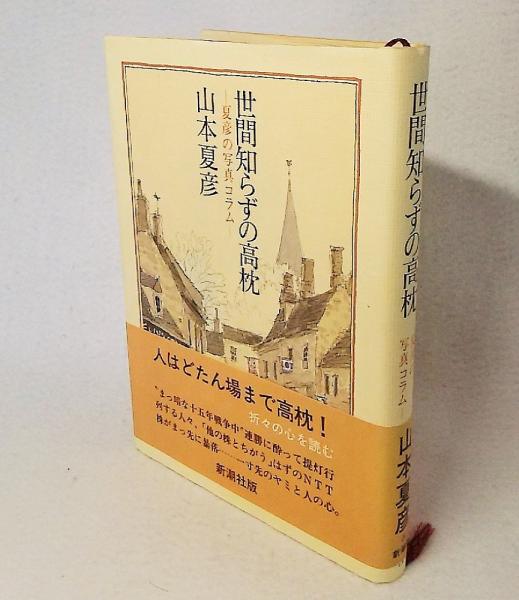 世間知らずの高枕
―夏彦の写真コラム―
山本夏彦
人はどたん場まで高枕！
折々の心を読む
“まっ暗な十五年戦争中”連勝に酔って提灯行
列する人々、「他の株とちがう」はずのNTT
株がまっ先に暴落……一寸先のヤミと人の心。
新潮社版
世間知らずの高枕
写真コラム
山本夏彦